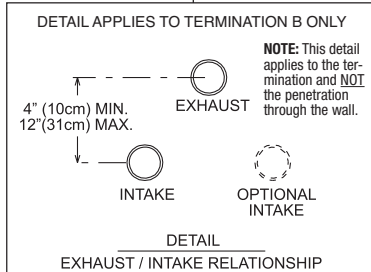 DETAIL APPLIES TO TERMINATION B ONLY
NOTE: This detail
applies to the ter-
mination and NOT
the penetration
through the wall.
EXHAUST
4" (10cm) MIN.
12"(31cm) MAX.
INTAKE
OPTIONAL
INTAKE
DETAIL
EXHAUST / INTAKE RELATIONSHIP